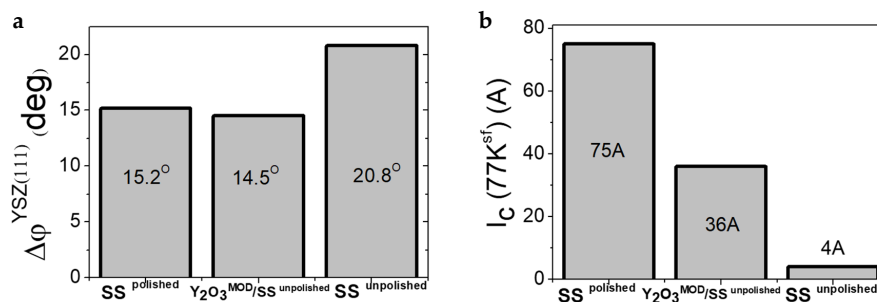 a
Δφ^YSZ(111) (deg)
20
15
10
5
0
15.2°
14.5°
20.8°
SS polished
Y₂O₃^MOD/SS unpolished
SS unpolished
b
I_C (77K^sf) (A)
80
60
40
20
0
75A
36A
4A
SS polished
Y₂O₃^MOD/SS unpolished
SS unpolished